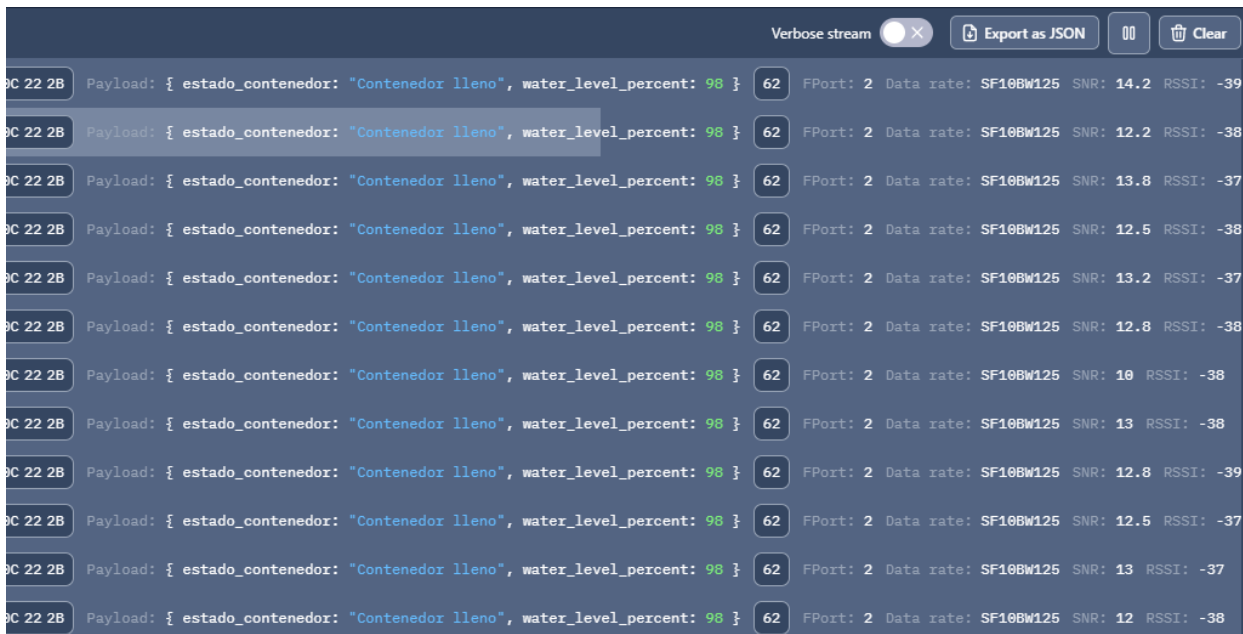 Verbose stream Export as JSON Clear
0C 22 2B Payload: { estado_contenedor: "Contenedor lleno", water_level_percent: 98 } 62 FPort: 2 Data rate: SF10BW125 SNR: 14.2 RSSI: -39
0C 22 2B Payload: { estado_contenedor: "Contenedor lleno", water_level_percent: 98 } 62 FPort: 2 Data rate: SF10BW125 SNR: 12.2 RSSI: -38
0C 22 2B Payload: { estado_contenedor: "Contenedor lleno", water_level_percent: 98 } 62 FPort: 2 Data rate: SF10BW125 SNR: 13.8 RSSI: -37
0C 22 2B Payload: { estado_contenedor: "Contenedor lleno", water_level_percent: 98 } 62 FPort: 2 Data rate: SF10BW125 SNR: 12.5 RSSI: -38
0C 22 2B Payload: { estado_contenedor: "Contenedor lleno", water_level_percent: 98 } 62 FPort: 2 Data rate: SF10BW125 SNR: 13.2 RSSI: -37
0C 22 2B Payload: { estado_contenedor: "Contenedor lleno", water_level_percent: 98 } 62 FPort: 2 Data rate: SF10BW125 SNR: 12.8 RSSI: -38
0C 22 2B Payload: { estado_contenedor: "Contenedor lleno", water_level_percent: 98 } 62 FPort: 2 Data rate: SF10BW125 SNR: 10 RSSI: -38
0C 22 2B Payload: { estado_contenedor: "Contenedor lleno", water_level_percent: 98 } 62 FPort: 2 Data rate: SF10BW125 SNR: 13 RSSI: -38
0C 22 2B Payload: { estado_contenedor: "Contenedor lleno", water_level_percent: 98 } 62 FPort: 2 Data rate: SF10BW125 SNR: 12.8 RSSI: -39
0C 22 2B Payload: { estado_contenedor: "Contenedor lleno", water_level_percent: 98 } 62 FPort: 2 Data rate: SF10BW125 SNR: 12.5 RSSI: -37
0C 22 2B Payload: { estado_contenedor: "Contenedor lleno", water_level_percent: 98 } 62 FPort: 2 Data rate: SF10BW125 SNR: 13 RSSI: -37
0C 22 2B Payload: { estado_contenedor: "Contenedor lleno", water_level_percent: 98 } 62 FPort: 2 Data rate: SF10BW125 SNR: 12 RSSI: -38